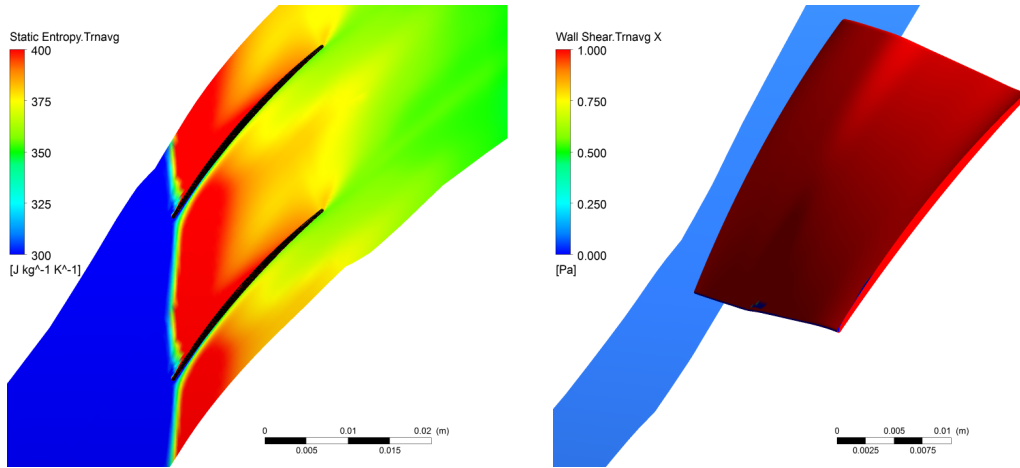 Static Entropy.Trnavg
400
375
350
325
300
[J kg^-1 K^-1]
0 0.01 0.02 (m)
0.005 0.015
Wall Shear.Trnavg X
1.000
0.750
0.500
0.250
0.000
[Pa]
0 0.005 0.01 (m)
0.0025 0.0075